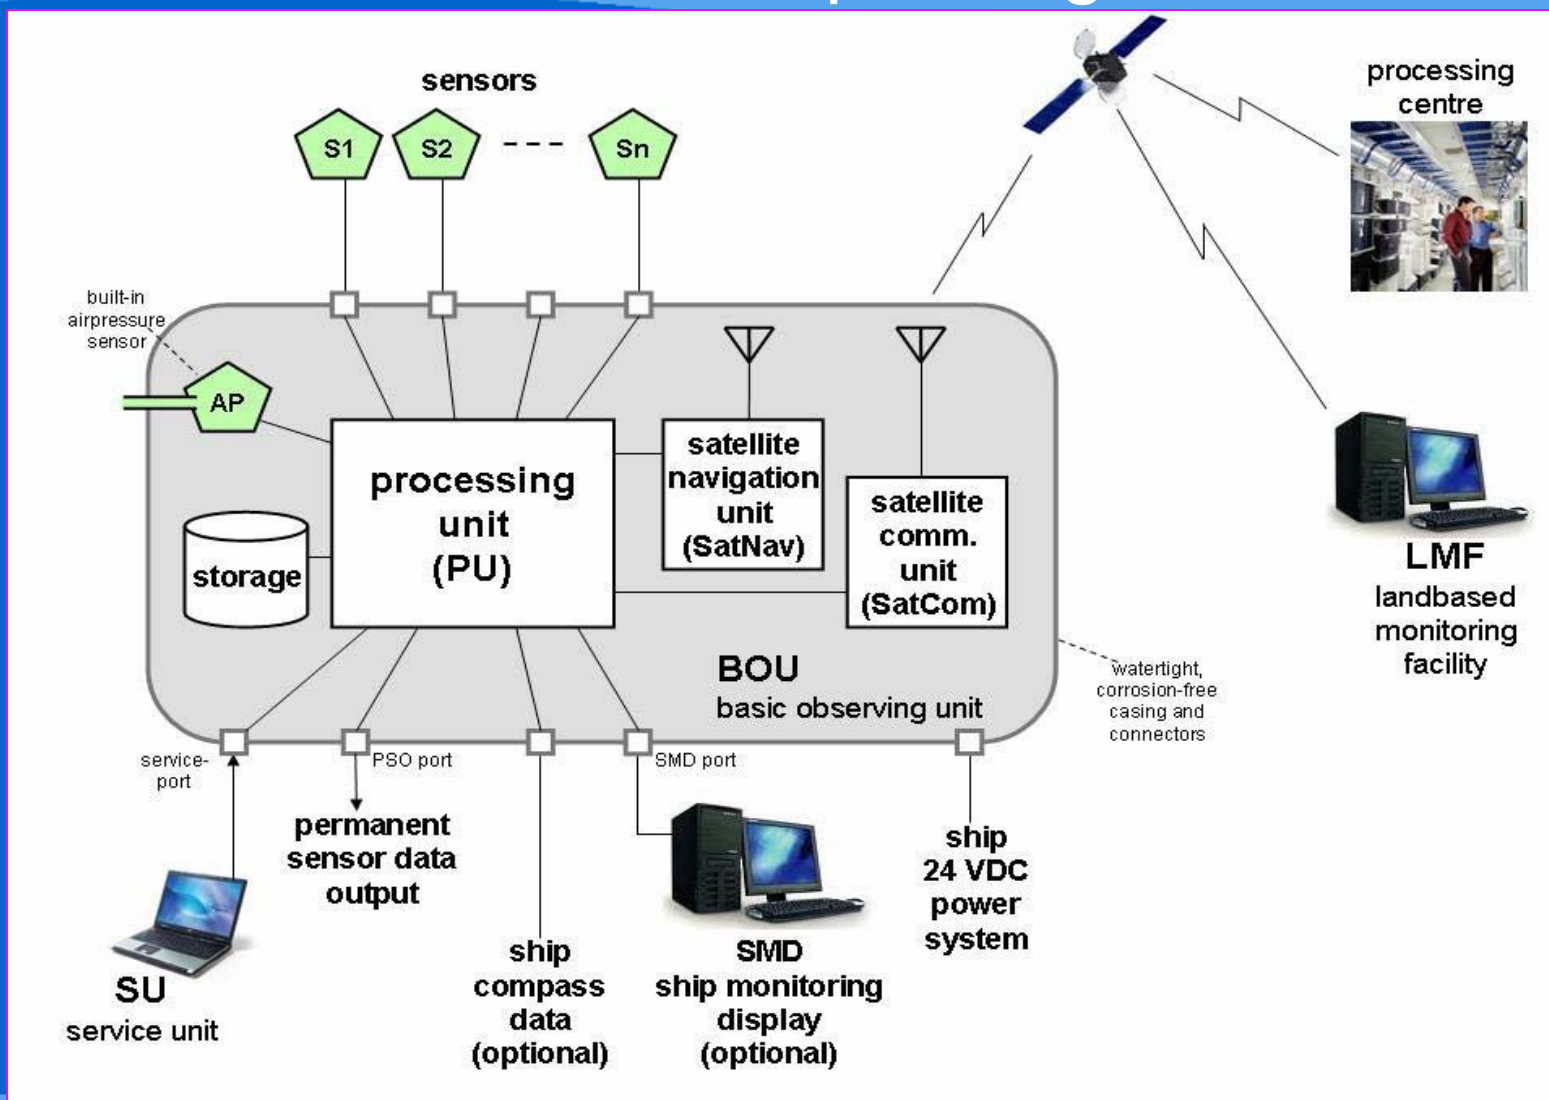 sensors
S1
S2
Sn
processing
centre
built-in
airpressure
sensor
AP
processing
unit
(PU)
storage
satellite
navigation
unit
(SatNav)
satellite
comm.
unit
(SatCom)
LMF
landbased
monitoring
facility
BOU
basic observing unit
watertight,
corrosion-free
casing and
connectors
service-
port
PSO port
SMD port
permanent
sensor data
output
ship
24 VDC
power
system
SU
service unit
ship
compass
data
(optional)
SMD
ship monitoring
display
(optional)